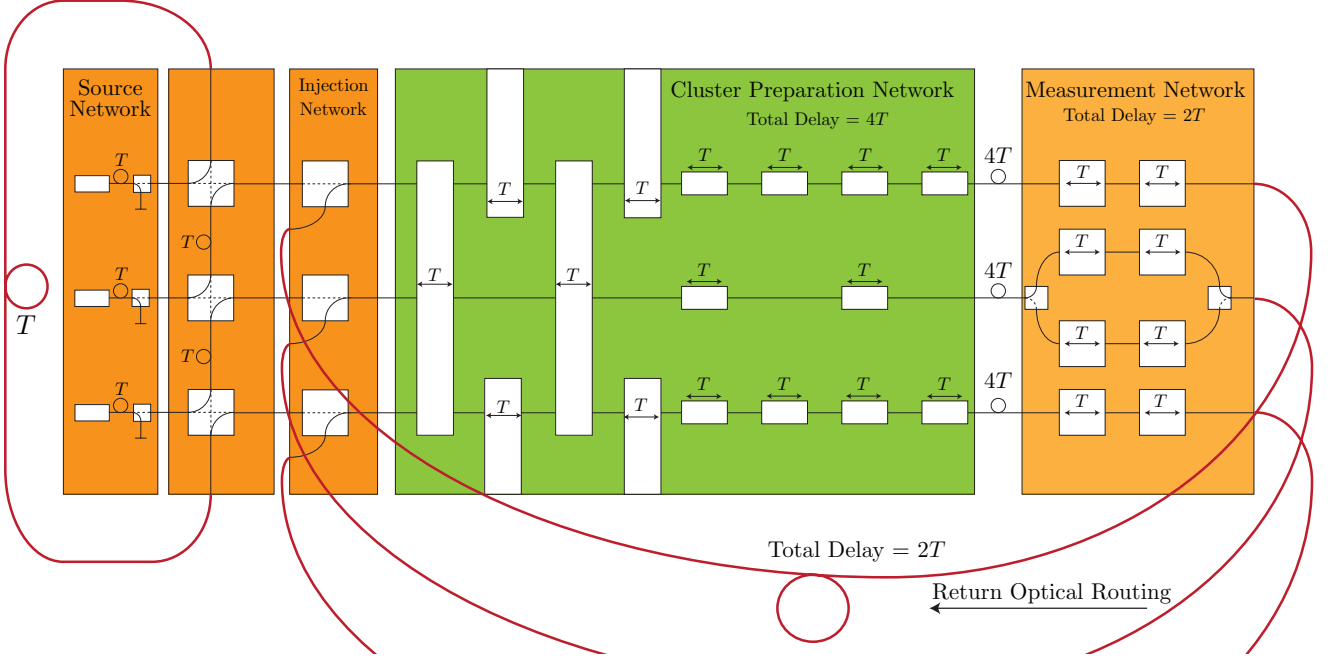 Source
Network
Injection
Network
Cluster Preparation Network
Total Delay = 4T
Measurement Network
Total Delay = 2T
T
T
T
T
T
4T
T
T
T
T
T
T
T
T
T
T
T
T
T
4T
T
T
T
T
T
T
T
T
T
T
T
4T
T
T
Total Delay = 2T
Return Optical Routing